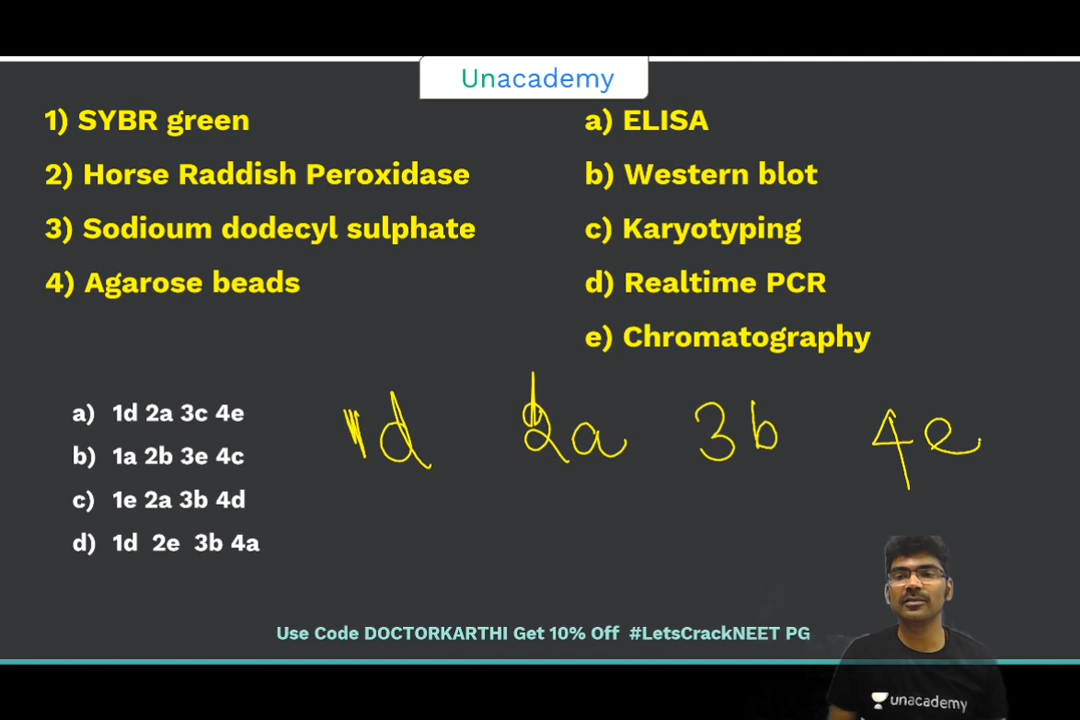 Unacademy
1) SYBR green
2) Horse Raddish Peroxidase
3) Sodioum dodecyl sulphate
4) Agarose beads
a) ELISA
b) Western blot
c) Karyotyping
d) Realtime PCR
e) Chromatography
a) 1d 2a 3c 4e
b) 1a 2b 3e 4c
c) 1e 2a 3b 4d
d) 1d 2e 3b 4a
1d 2a 3b 4e
Use Code DOCTORKARTHI Get 10% Off #LetsCrackNEET PG
unacademy